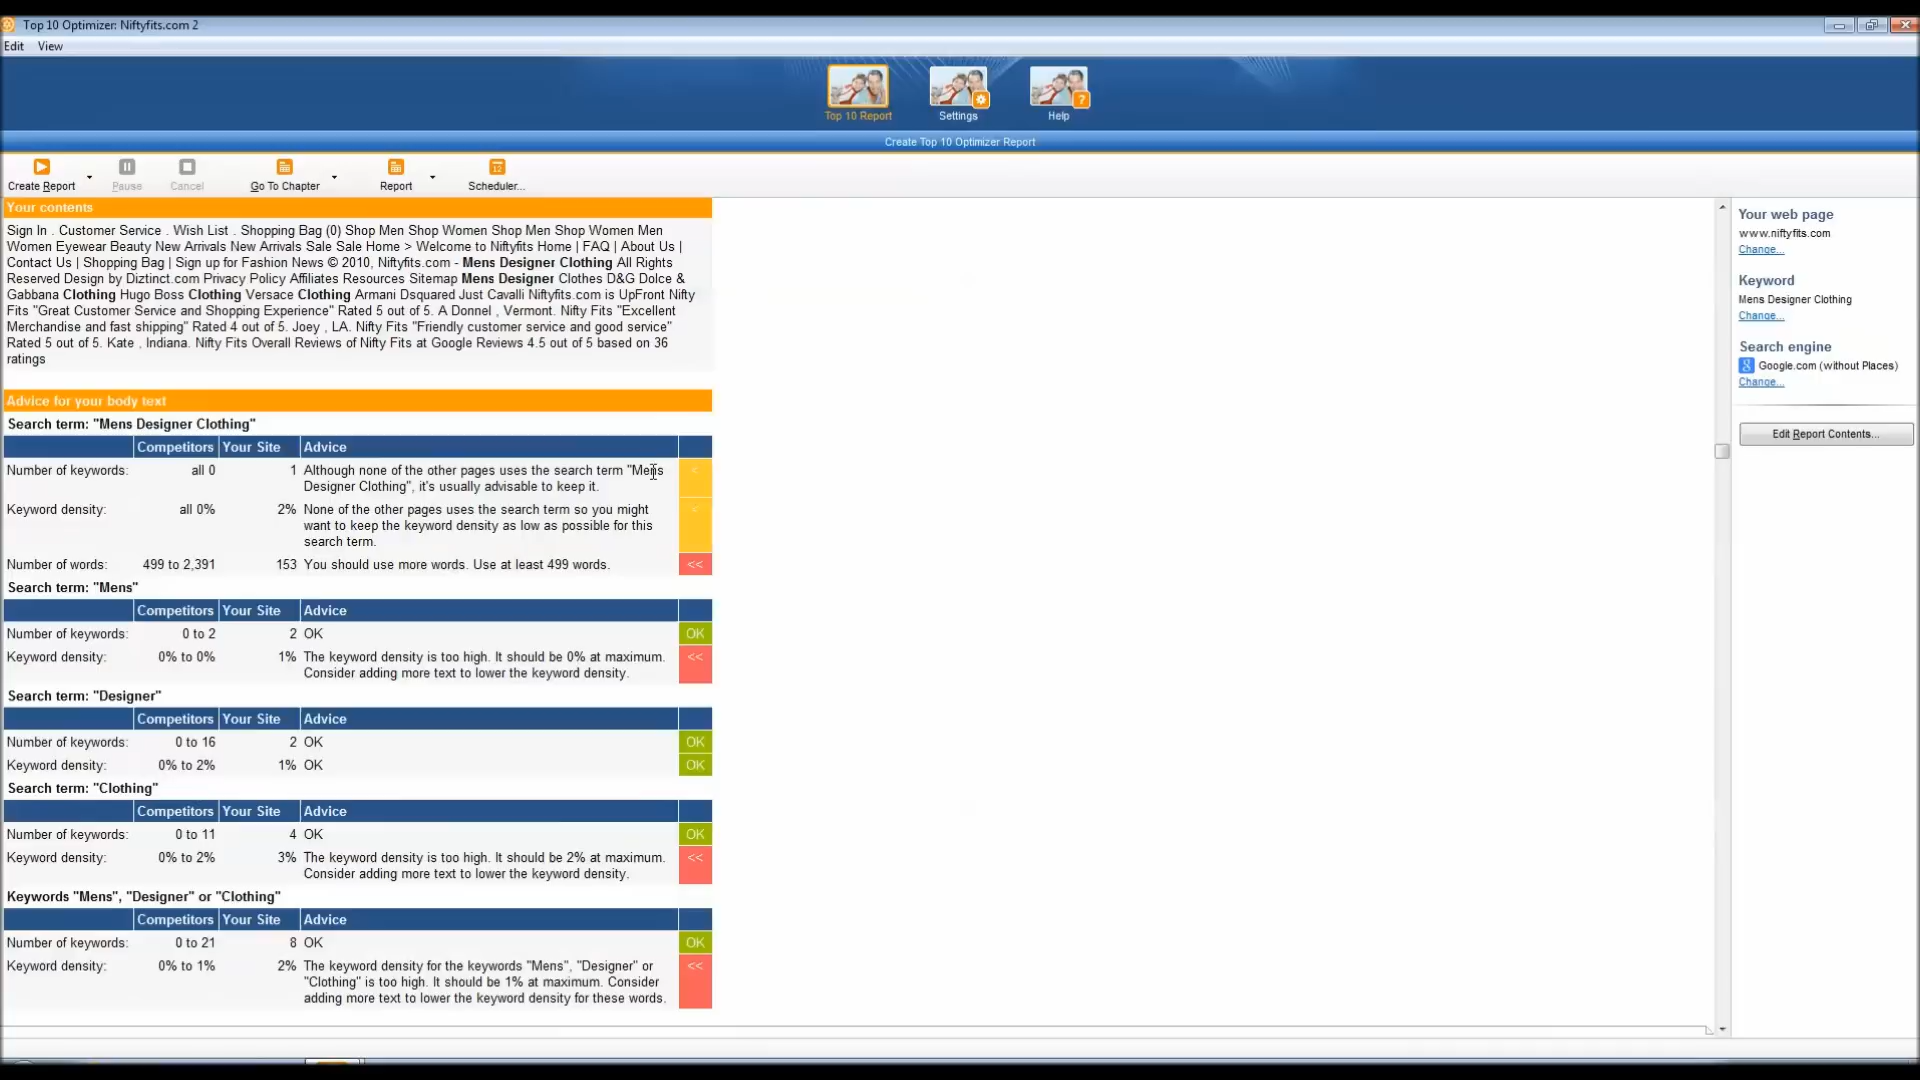 Top 10 Optimizer: Niftyfits.com 2
Edit View
Top 10 Report Settings Help
Create Top 10 Optimizer Report
Create Report Pause Cancel Go To Chapter Report Scheduler...
Your contents
Sign In . Customer Service . Wish List . Shopping Bag (0) Shop Men Shop Women Shop Men Shop Women Men
Women Eyewear Beauty New Arrivals New Arrivals Sale Sale Home > Welcome to Niftyfits Home | FAQ | About Us |
Contact Us | Shopping Bag | Sign up for Fashion News © 2010, Niftyfits.com - Mens Designer Clothing All Rights
Reserved Design by Diztinct.com Privacy Policy Affiliates Resources Sitemap Mens Designer Clothes D&G Dolce &
Gabbana Clothing Hugo Boss Clothing Versace Clothing Armani Dsquared Just Cavalli Niftyfits.com is UpFront Nifty
Fits "Great Customer Service and Shopping Experience" Rated 5 out of 5. A Donnel , Vermont. Nifty Fits "Excellent
Merchandise and fast shipping" Rated 4 out of 5. Joey , LA. Nifty Fits "Friendly customer service and good service"
Rated 5 out of 5. Kate , Indiana. Nifty Fits Overall Reviews of Nifty Fits at Google Reviews 4.5 out of 5 based on 36
ratings
Advice for your body text
Search term: "Mens Designer Clothing"
Competitors Your Site Advice
Number of keywords: all 0 1 Although none of the other pages uses the search term "Mens <
Designer Clothing", it's usually advisable to keep it.
Keyword density: all 0% 2% None of the other pages uses the search term so you might <
want to keep the keyword density as low as possible for this
search term.
Number of words: 499 to 2,391 153 You should use more words. Use at least 499 words. <<
Search term: "Mens"
Competitors Your Site Advice
Number of keywords: 0 to 2 2 OK OK
Keyword density: 0% to 0% 1% The keyword density is too high. It should be 0% at maximum. <<
Consider adding more text to lower the keyword density.
Search term: "Designer"
Competitors Your Site Advice
Number of keywords: 0 to 16 2 OK OK
Keyword density: 0% to 2% 1% OK OK
Search term: "Clothing"
Competitors Your Site Advice
Number of keywords: 0 to 11 4 OK OK
Keyword density: 0% to 2% 3% The keyword density is too high. It should be 2% at maximum. <<
Consider adding more text to lower the keyword density.
Keywords "Mens", "Designer" or "Clothing"
Competitors Your Site Advice
Number of keywords: 0 to 21 8 OK OK
Keyword density: 0% to 1% 2% The keyword density for the keywords "Mens", "Designer" or <<
"Clothing" is too high. It should be 1% at maximum. Consider
adding more text to lower the keyword density for these words.
Your web page
www.niftyfits.com
Change...
Keyword
Mens Designer Clothing
Change...
Search engine
Google.com (without Places)
Change...
Edit Report Contents...